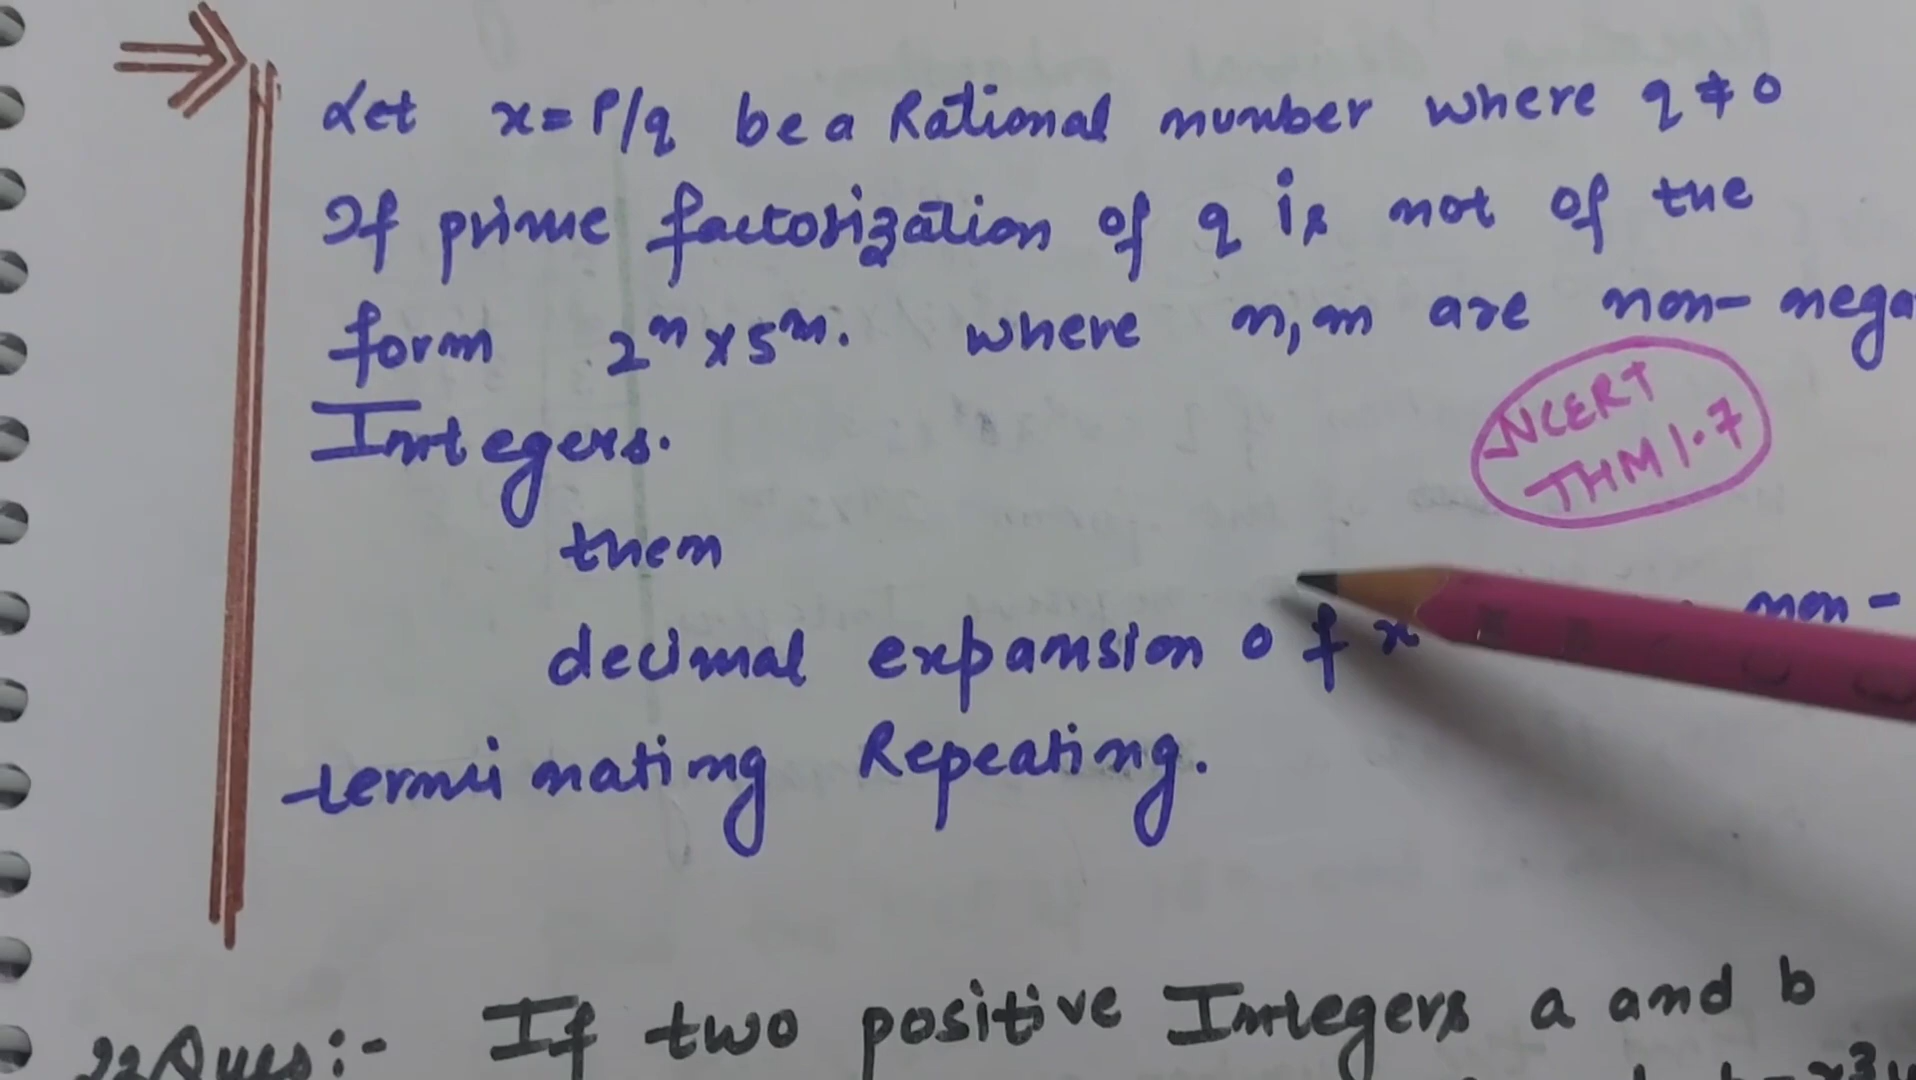 Let x = P/q be a Rational number where q ≠ 0
If prime factorization of q is not of the
form 2ⁿ x 5ᵐ. where n,m are non-nega
Integers.
NCERT
THM 1.7
then
decimal expansion of x non-
terminating Repeating.
22 Ques:- If two positive Integers a and b